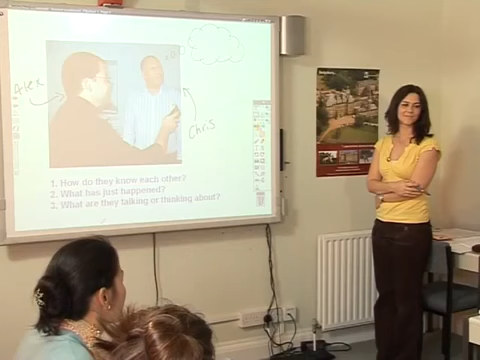 Alex
Chris
1. How do they know each other?
2. What has just happened?
3. What are they talking or thinking about?